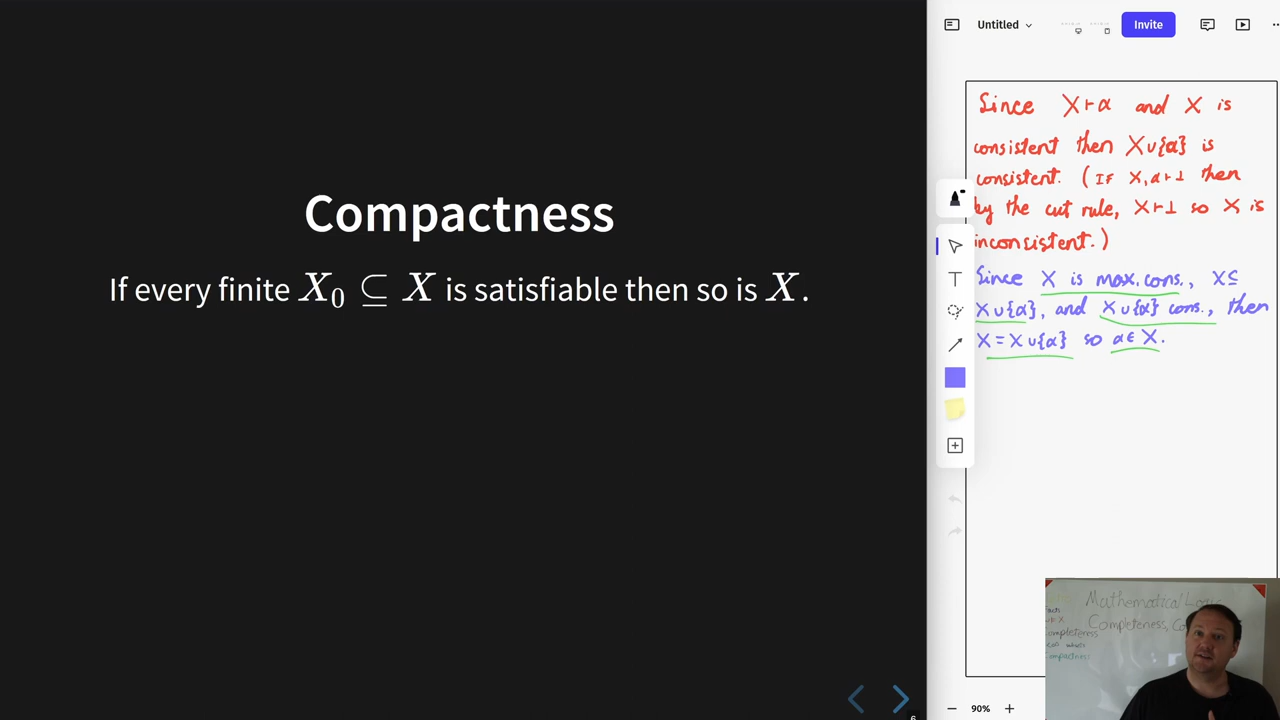 Compactness
If every finite X₀ ⊆ X is satisfiable then so is X.
6
Untitled
Invite
Since X⊢α and X is
consistent then X∪{α} is
consistent. (If X,α⊢⊥ then
by the cut rule, X⊢⊥ so X is
inconsistent.)
Since X is max. cons., X⊆
X∪{α}, and X∪{α} cons., then
X=X∪{α} so α∈X.
90%
Mathematical Logic
Completeness,
Compactness